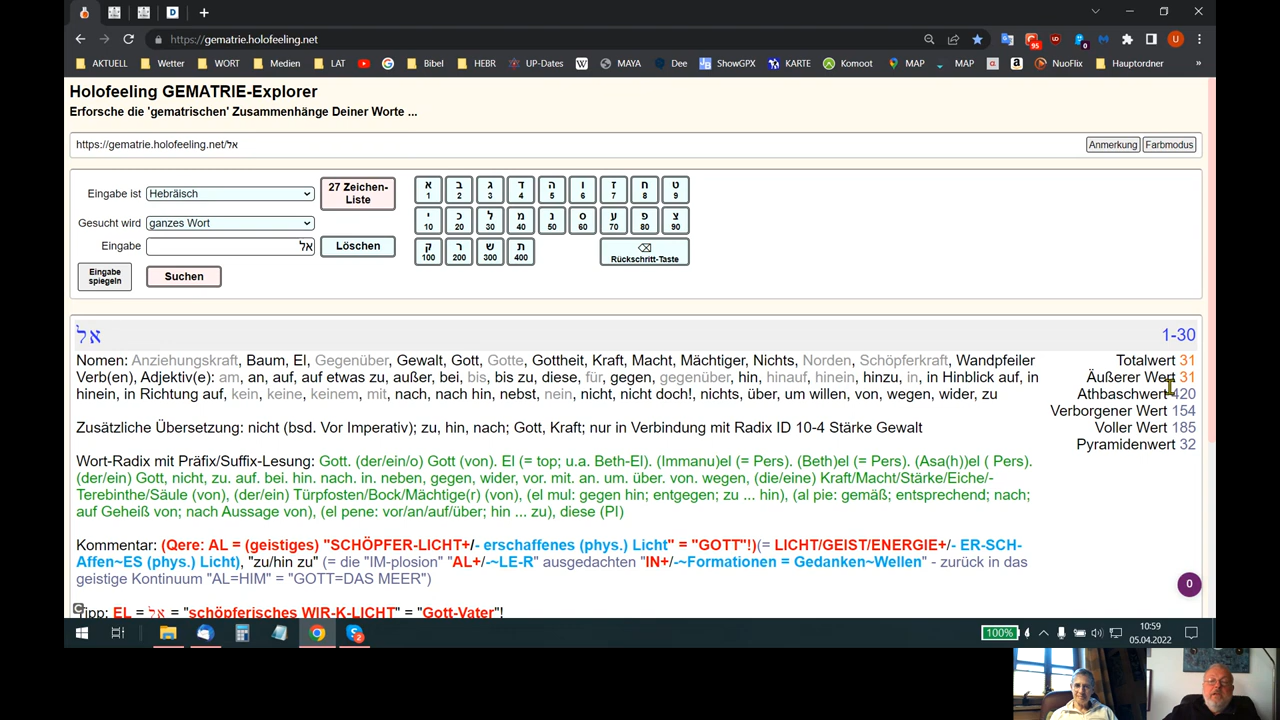 https://gematrie.holofeeling.net
95
0
U
AKTUELL Wetter WORT Medien LAT Bibel HEBR UP-Dates MAYA Dee ShowGPX KARTE Komoot MAP MAP NuoFlix Hauptordner »
Holofeeling GEMATRIE-Explorer
Erforsche die 'gematrischen' Zusammenhänge Deiner Worte ...
https://gematrie.holofeeling.net/אל
Anmerkung Farbmodus
Eingabe ist Hebräisch
27 Zeichen-
Liste
Gesucht wird ganzes Wort
Eingabe אל Löschen
Eingabe
spiegeln
Suchen
א ב ג ד ה ו ז ח ט
1 2 3 4 5 6 7 8 9
י כ ל מ נ ס ע פ צ
10 20 30 40 50 60 70 80 90
ק ר ש ת
100 200 300 400
⌫
Rückschritt-Taste
אל 1-30
Nomen: Anziehungskraft, Baum, El, Gegenüber, Gewalt, Gott, Gotte, Gottheit, Kraft, Macht, Mächtiger, Nichts, Norden, Schöpferkraft, Wandpfeiler
Verb(en), Adjektiv(e): am, an, auf, auf etwas zu, außer, bei, bis, bis zu, diese, für, gegen, gegenüber, hin, hinauf, hinein, hinzu, in, in Hinblick auf, in
hinein, in Richtung auf, kein, keine, keinem, mit, nach, nach hin, nebst, nein, nicht, nicht doch!, nichts, über, um willen, von, wegen, wider, zu
Totalwert 31
Äußerer Wert 31
Athbaschwert 420
Verborgener Wert 154
Voller Wert 185
Pyramidenwert 32
Zusätzliche Übersetzung: nicht (bsd. Vor Imperativ); zu, hin, nach; Gott, Kraft; nur in Verbindung mit Radix ID 10-4 Stärke Gewalt
Wort-Radix mit Präfix/Suffix-Lesung: Gott. (der/ein/o) Gott (von). El (= top; u.a. Beth-El). (Immanu)el (= Pers). (Beth)el (= Pers). (Asa(h))el ( Pers).
(der/ein) Gott, nicht, zu. auf. bei. hin. nach. in. neben, gegen, wider, vor. mit. an. um. über. von. wegen, (die/eine) Kraft/Macht/Stärke/Eiche/-
Terebinthe/Säule (von), (der/ein) Türpfosten/Bock/Mächtige(r) (von), (el mul: gegen hin; entgegen; zu ... hin), (al pie: gemäß; entsprechend; nach;
auf Geheiß von; nach Aussage von), (el pene: vor/an/auf/über; hin ... zu), diese (Pl)
Kommentar: (Qere: AL = (geistiges) "SCHÖPFER-LICHT+/- erschaffenes (phys.) Licht" = "GOTT"!)(= LICHT/GEIST/ENERGIE+/- ER-SCH-
Affen~ES (phys.) Licht), "zu/hin zu" (= die "IM-plosion" "AL+/-~LE-R" ausgedachten "IN+/-~Formationen = Gedanken~Wellen" - zurück in das
geistige Kontinuum "AL=HIM" = "GOTT=DAS MEER")
0
Tipp: EL = אל = "schöpferisches WIR-K-LICHT" = "Gott-Vater"!
100%
10:59
05.04.2022